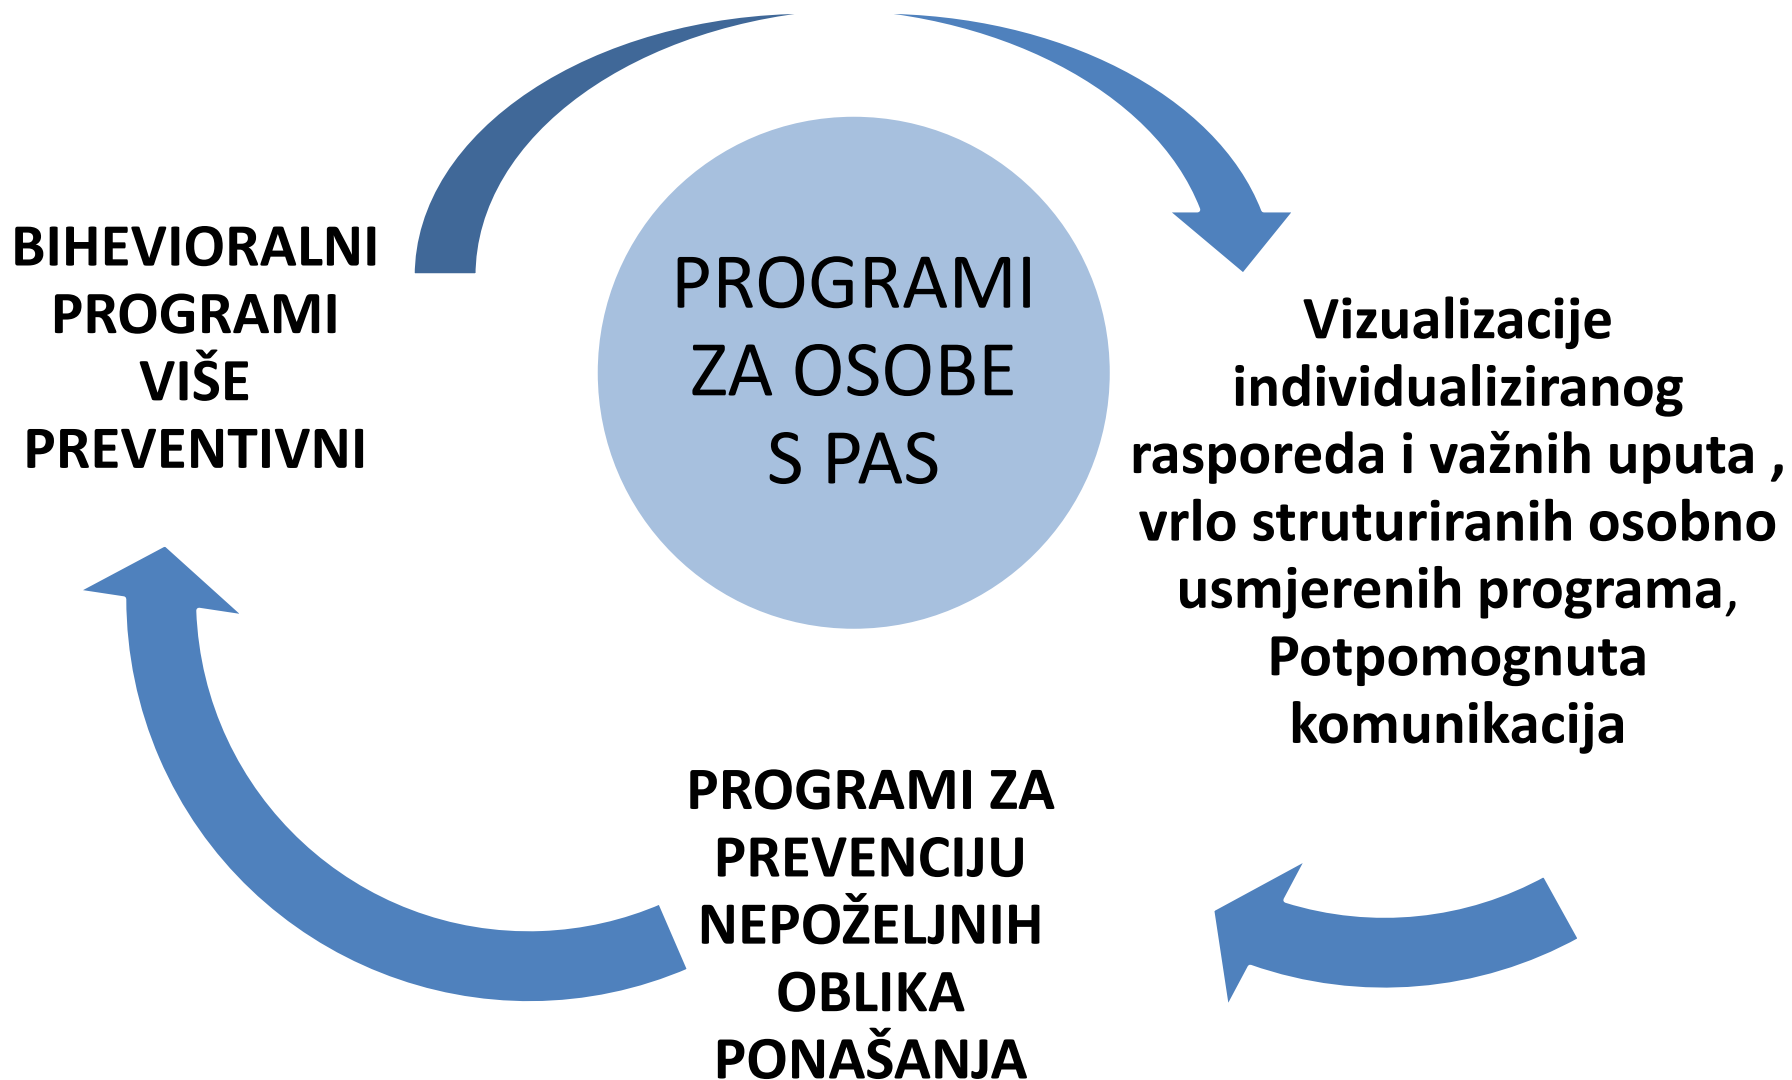 BIHEVIORALNI
PROGRAMI
VIŠE
PREVENTIVNI
PROGRAMI
ZA OSOBE
S PAS
Vizualizacije
individualiziranog
rasporeda i važnih uputa ,
vrlo struturiranih osobno
usmjerenih programa,
Potpomognuta
komunikacija
PROGRAMI ZA
PREVENCIJU
NEPOŽELJNIH
OBLIKA
PONAŠANJA